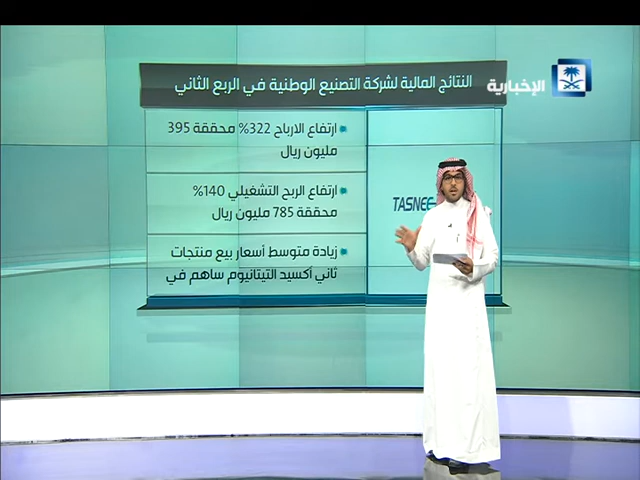 الإخبارية
النتائج المالية لشركة التصنيع الوطنية في الربع الثاني
ارتفاع الارباح 322% محققة 395
مليون ريال
ارتفاع الربح التشغيلي 140%
محققة 785 مليون ريال
زيادة متوسط أسعار بيع منتجات
ثاني أكسيد التيتانيوم ساهم في
TASNEE